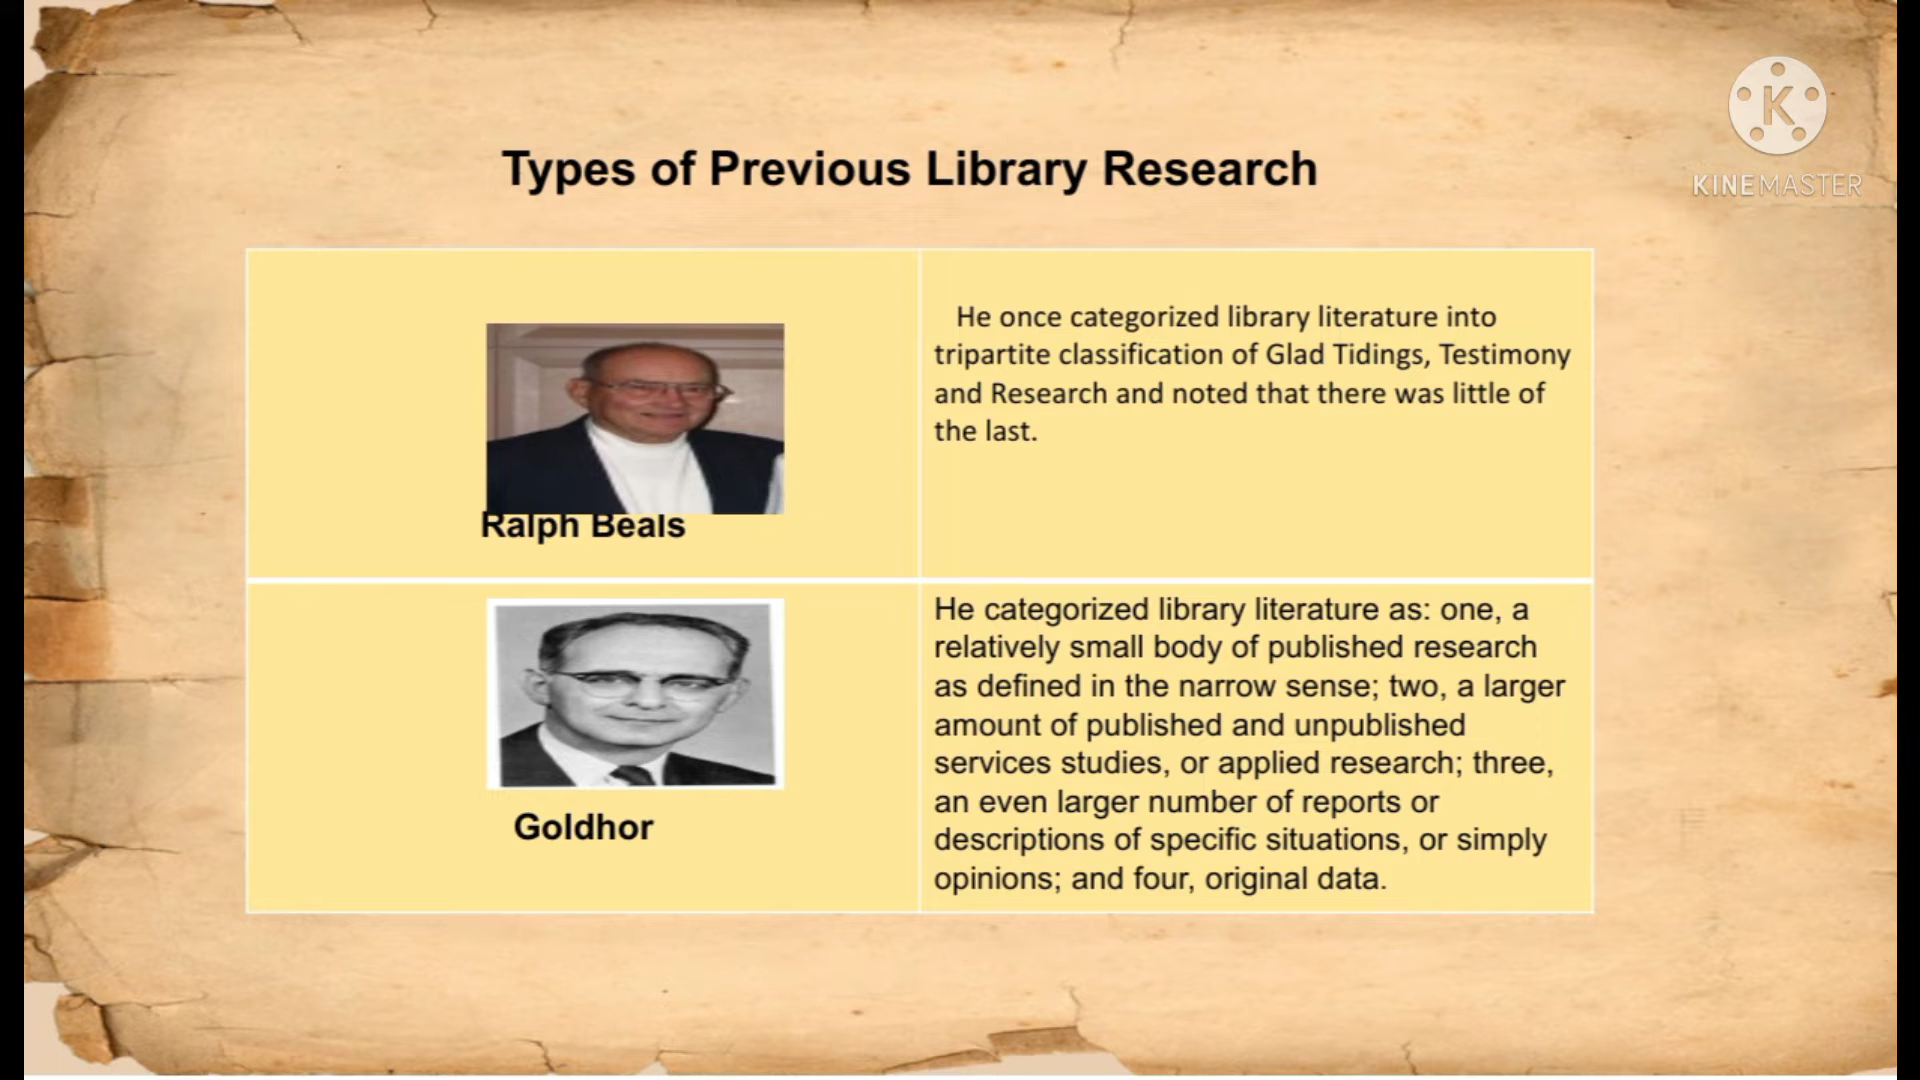 KINEMASTER
Types of Previous Library Research
He once categorized library literature into
tripartite classification of Glad Tidings, Testimony
and Research and noted that there was little of
the last.
Ralph Beals
He categorized library literature as: one, a
relatively small body of published research
as defined in the narrow sense; two, a larger
amount of published and unpublished
services studies, or applied research; three,
an even larger number of reports or
descriptions of specific situations, or simply
opinions; and four, original data.
Goldhor